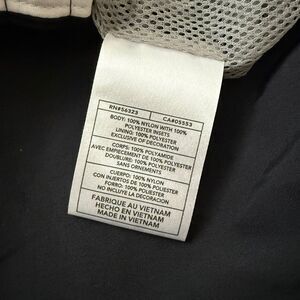 RN#56323 CA#05553
BODY: 100% NYLON WITH 100%
POLYESTER INSETS
LINING: 100% POLYESTER
EXCLUSIVE OF DECORATION
CORPS: 100% POLYAMIDE
AVEC EMPIECEMENT DE 100% POLYESTER
DOUBLURE: 100% POLYESTER
SANS ORNEMENTS
CUERPO: 100% NYLON
CON INJERTOS DE 100% POLIESTER
FORRO: 100% POLIESTER
NO INCLUYE LA DECORACION
FABRIQUE AU VIETNAM
HECHO EN VIETNAM
MADE IN VIETNAM